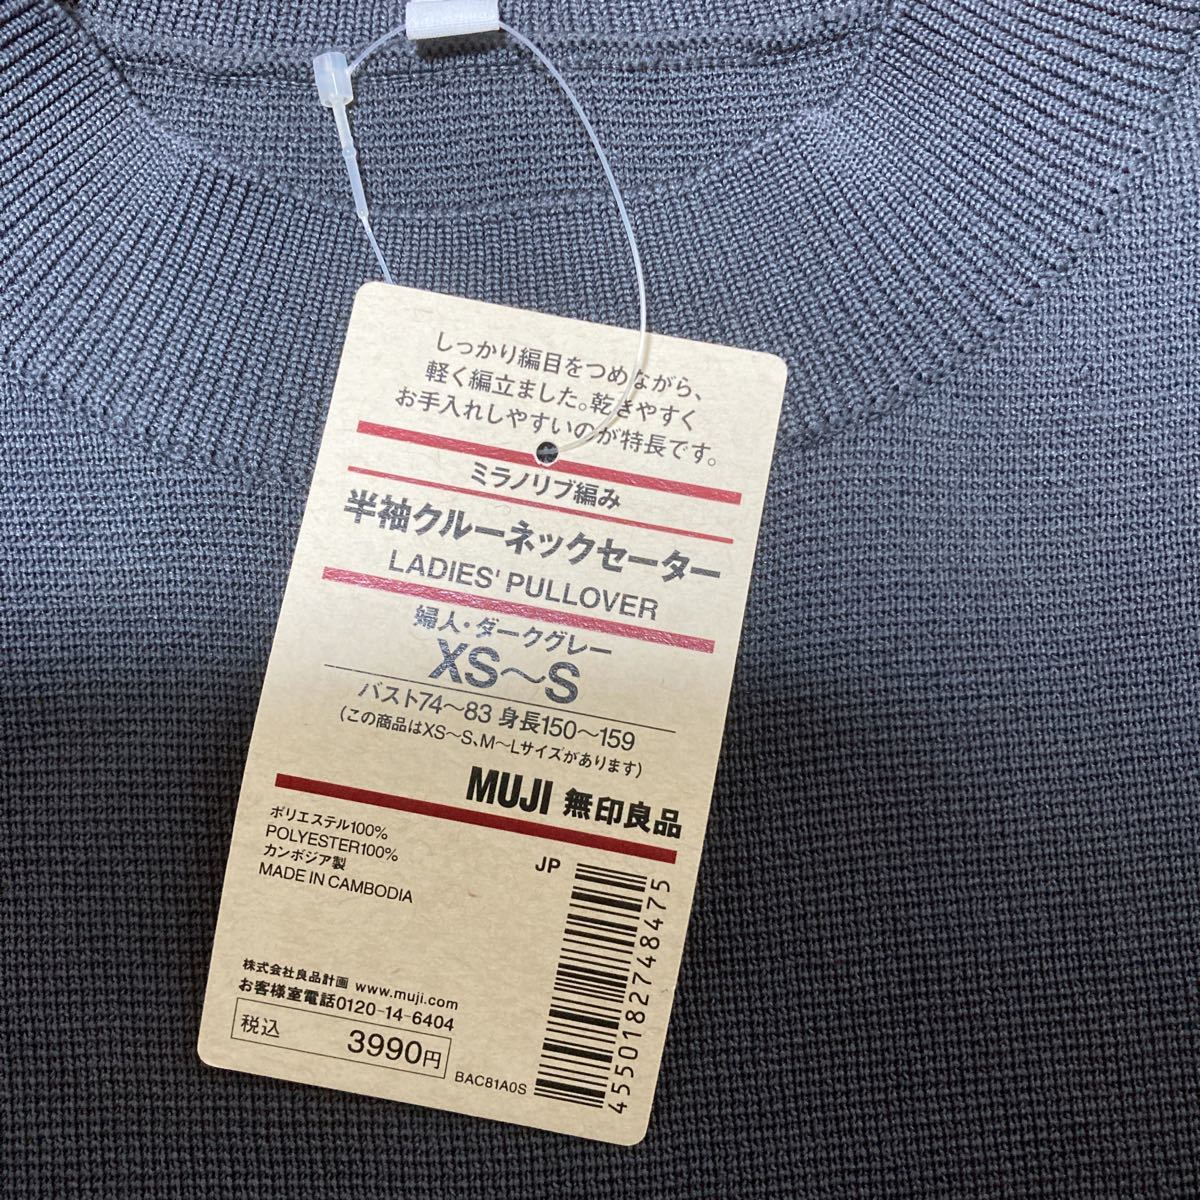 しっかり編目をつめながら、
軽く編立ました。乾きやすく
お手入れしやすいのが特長です。
ミラノリブ編み
半袖クルーネックセーター
LADIES' PULLOVER
婦人・ダークグレー
XS〜S
バスト74〜83 身長150〜159
(この商品はXS〜S、M〜Lサイズがあります)
MUJI 無印良品
ポリエステル100%
POLYESTER100%
カンボジア製
MADE IN CAMBODIA
JP
4550182748475
株式会社良品計画 www.muji.com
お客様室電話0120-14-6404
税込 3990円
BAC81A0S